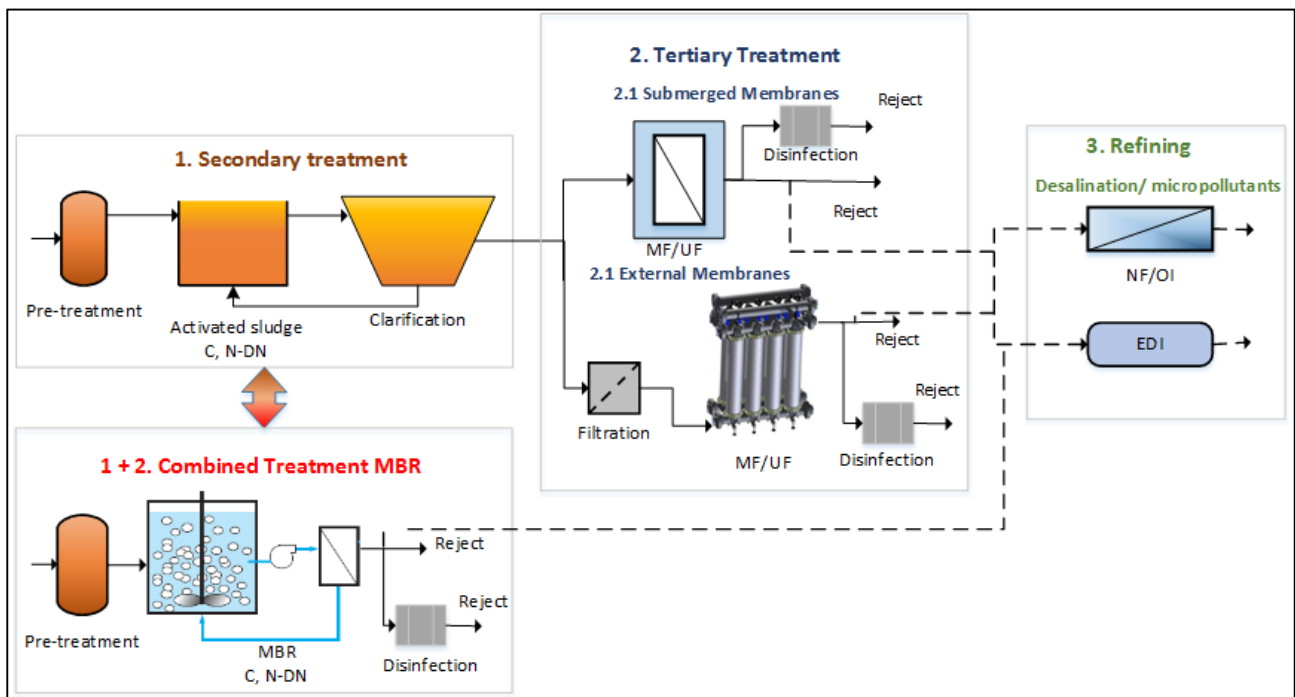 1. Secondary treatment
Pre-treatment
Activated sludge
C, N-DN
Clarification
1 + 2. Combined Treatment MBR
Pre-treatment
MBR
C, N-DN
Reject
Reject
Disinfection
2. Tertiary Treatment
2.1 Submerged Membranes
Reject
Disinfection
Reject
MF/UF
2.1 External Membranes
Reject
Filtration
Reject
MF/UF
Disinfection
3. Refining
Desalination/ micropollutants
NF/OI
EDI